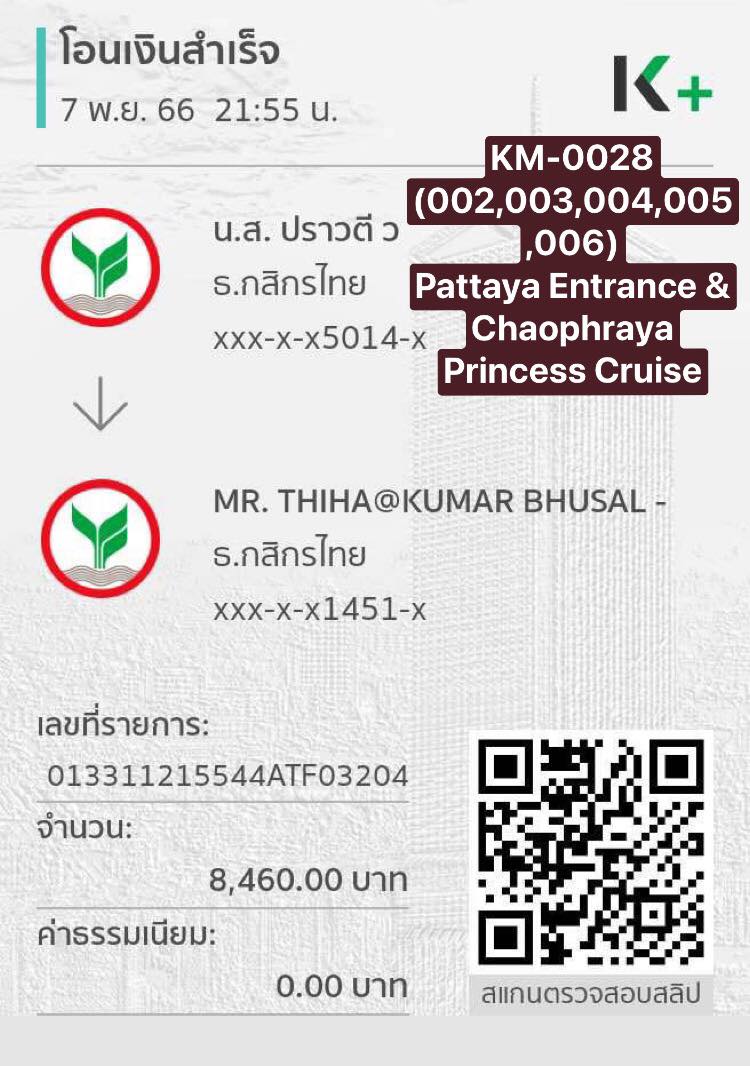 โอนเงินสำเร็จ
7 พ.ย. 66 21:55 น.
K+
KM-0028
(002,003,004,005
,006)
Pattaya Entrance &
Chaophraya
Princess Cruise
น.ส. ปราวตี ว
ธ.กสิกรไทย
xxx-x-x5014-x
MR. THIHA@KUMAR BHUSAL -
ธ.กสิกรไทย
xxx-x-x1451-x
เลขที่รายการ:
013311215544ATF03204
จำนวน:
8,460.00 บาท
ค่าธรรมเนียม:
0.00 บาท
สแกนตรวจสอบสลิป